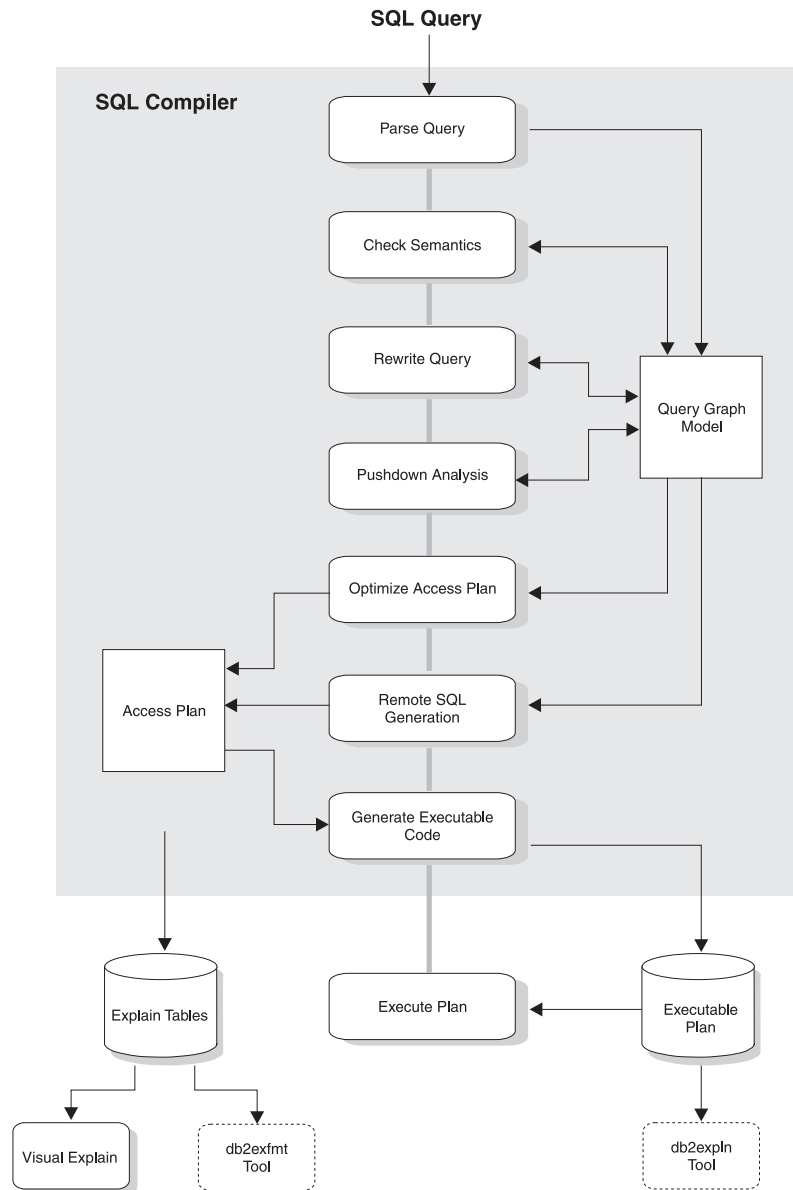 SQL Query
SQL Compiler
Parse Query
Check Semantics
Rewrite Query
Query Graph
Model
Pushdown Analysis
Optimize Access Plan
Access Plan
Remote SQL
Generation
Generate Executable
Code
Explain Tables
Execute Plan
Executable
Plan
Visual Explain
db2exfmt
Tool
db2expln
Tool